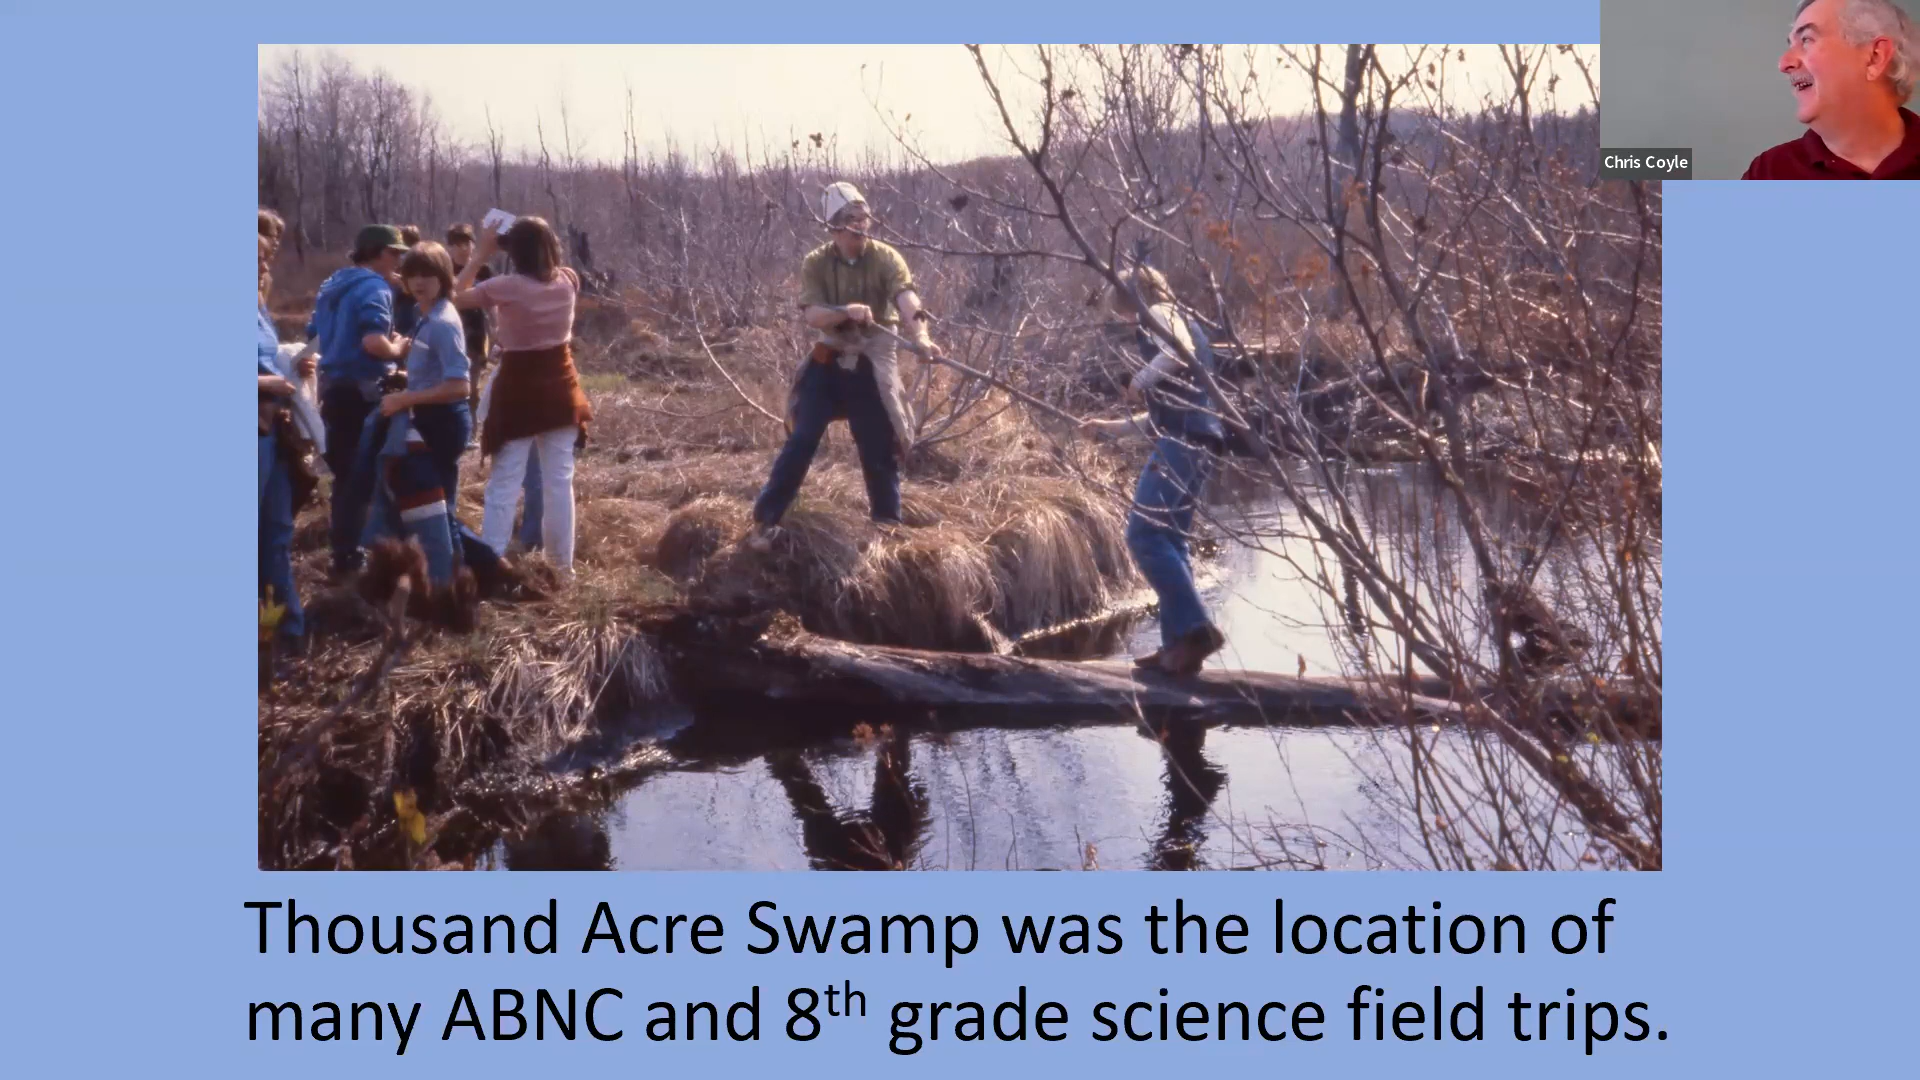 Chris Coyle
Thousand Acre Swamp was the location of
many ABNC and 8th grade science field trips.